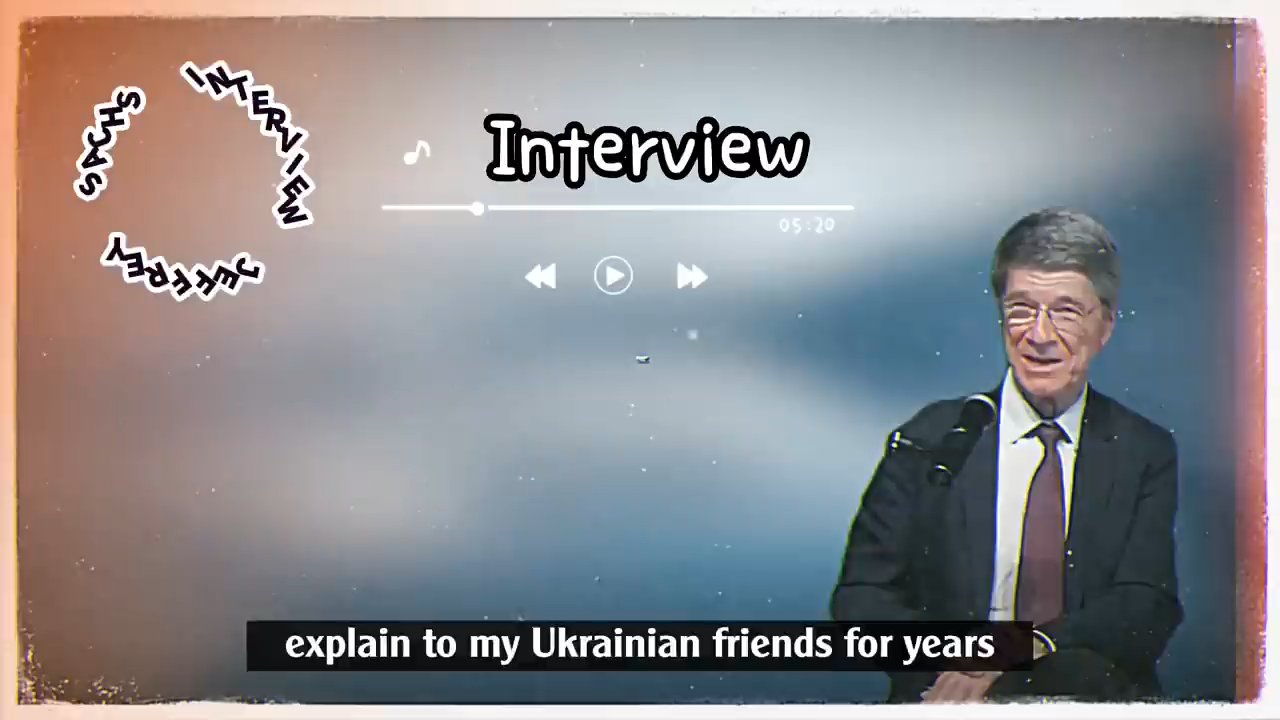 INTERVIEW
JEFFREY
SACHS
Interview
05:20
explain to my Ukrainian friends for years